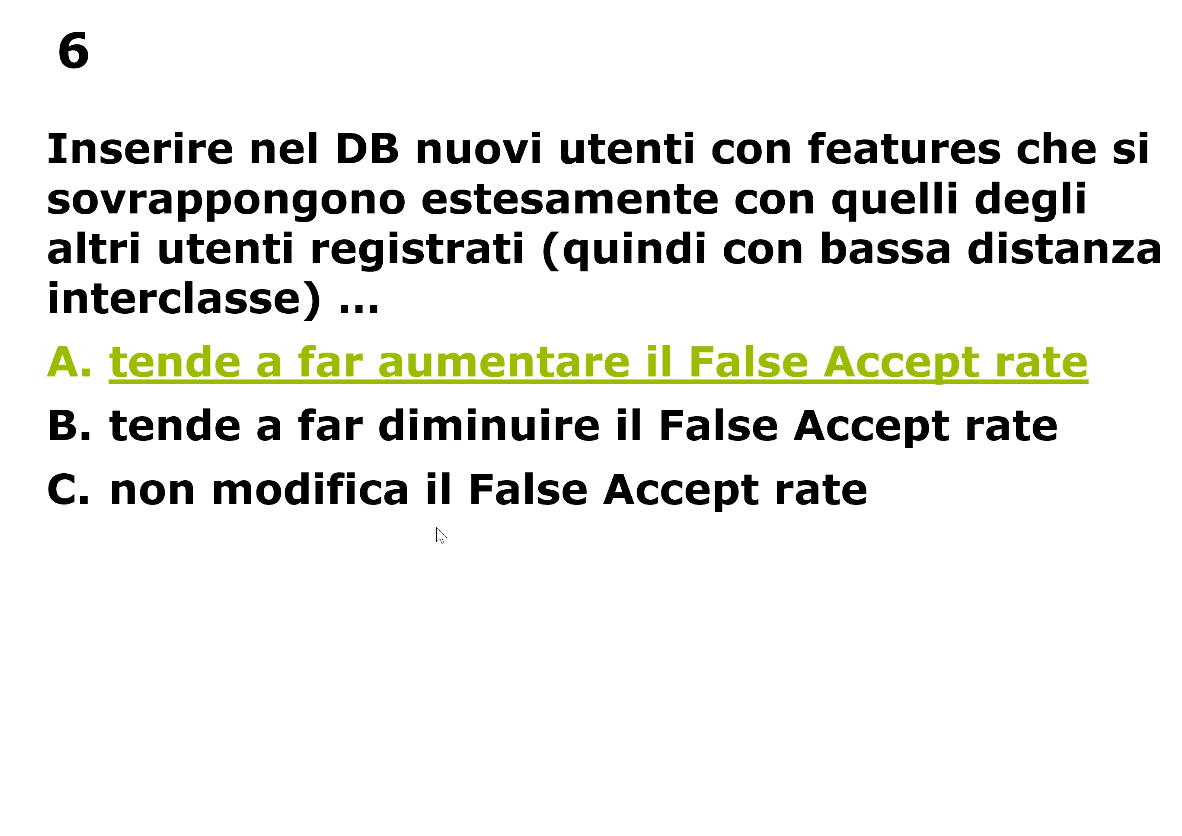 6
Inserire nel DB nuovi utenti con features che si
sovrappongono estesamente con quelli degli
altri utenti registrati (quindi con bassa distanza
interclasse) ...
A. tende a far aumentare il False Accept rate
B. tende a far diminuire il False Accept rate
C. non modifica il False Accept rate